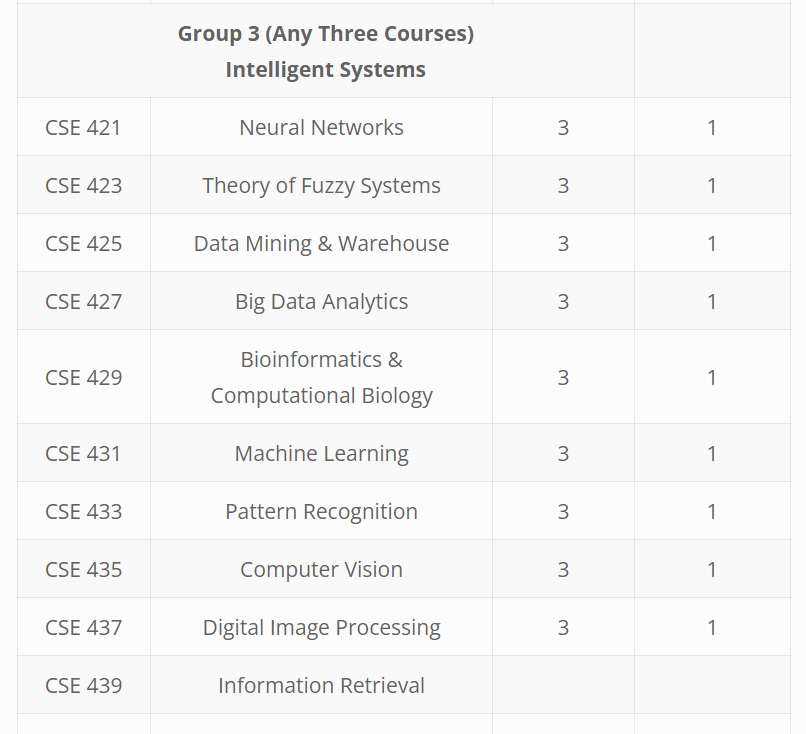 Group 3 (Any Three Courses)
Intelligent Systems
CSE 421 Neural Networks 3 1
CSE 423 Theory of Fuzzy Systems 3 1
CSE 425 Data Mining & Warehouse 3 1
CSE 427 Big Data Analytics 3 1
CSE 429 Bioinformatics &
Computational Biology 3 1
CSE 431 Machine Learning 3 1
CSE 433 Pattern Recognition 3 1
CSE 435 Computer Vision 3 1
CSE 437 Digital Image Processing 3 1
CSE 439 Information Retrieval